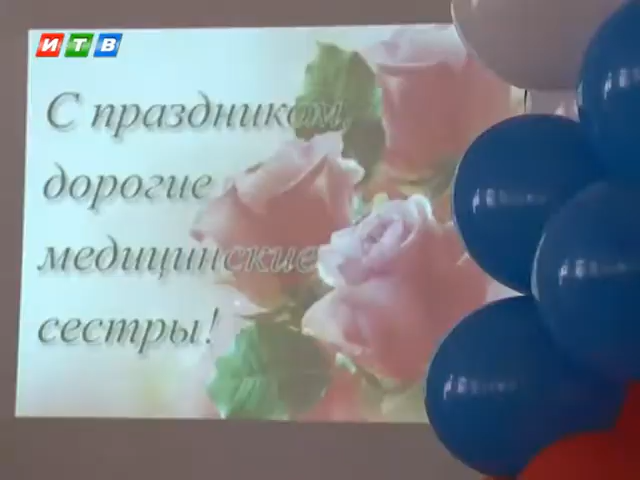 ИТВ
С праздником,
дорогие
медицинские
сестры!